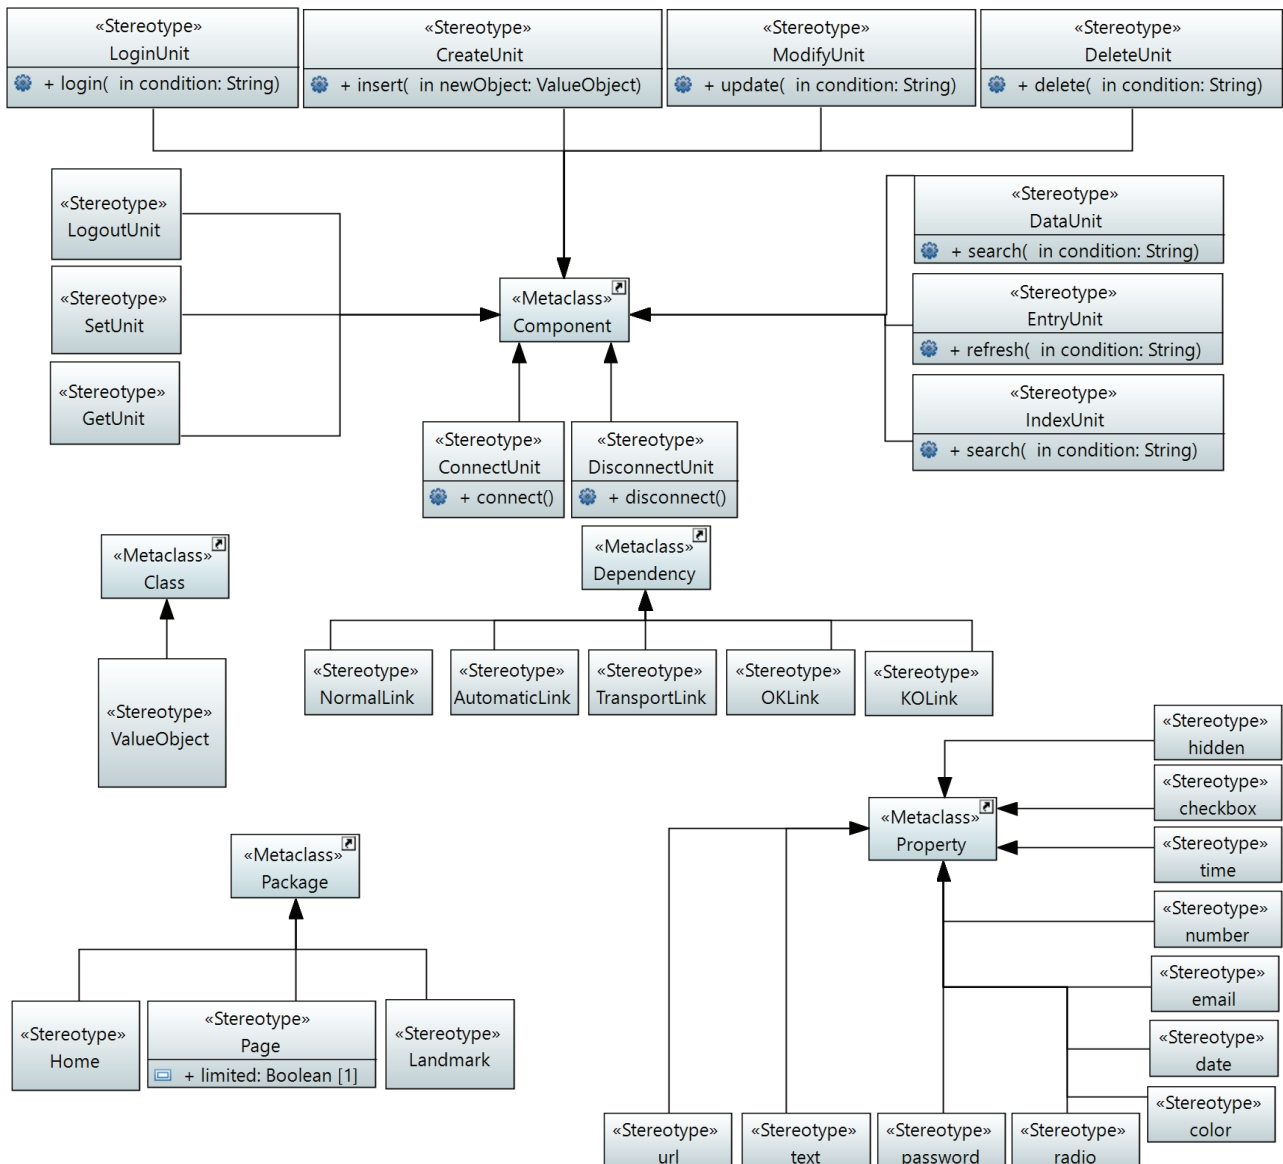 «Stereotype»
LoginUnit
+ login(  in condition: String)
«Stereotype»
CreateUnit
+ insert(  in newObject: ValueObject)
«Stereotype»
ModifyUnit
+ update(  in condition: String)
«Stereotype»
DeleteUnit
+ delete(  in condition: String)
«Stereotype»
LogoutUnit
«Stereotype»
SetUnit
«Stereotype»
GetUnit
«Metaclass»
Component
«Stereotype»
DataUnit
+ search(  in condition: String)
«Stereotype»
EntryUnit
+ refresh(  in condition: String)
«Stereotype»
IndexUnit
+ search(  in condition: String)
«Stereotype»
ConnectUnit
+ connect()
«Stereotype»
DisconnectUnit
+ disconnect()
«Metaclass»
Class
«Stereotype»
ValueObject
«Metaclass»
Dependency
«Stereotype»
NormalLink
«Stereotype»
AutomaticLink
«Stereotype»
TransportLink
«Stereotype»
OKLink
«Stereotype»
KOLink
«Metaclass»
Package
«Stereotype»
Home
«Stereotype»
Page
+ limited: Boolean [1]
«Stereotype»
Landmark
«Metaclass»
Property
«Stereotype»
hidden
«Stereotype»
checkbox
«Stereotype»
time
«Stereotype»
number
«Stereotype»
email
«Stereotype»
date
«Stereotype»
color
«Stereotype»
url
«Stereotype»
text
«Stereotype»
password
«Stereotype»
radio